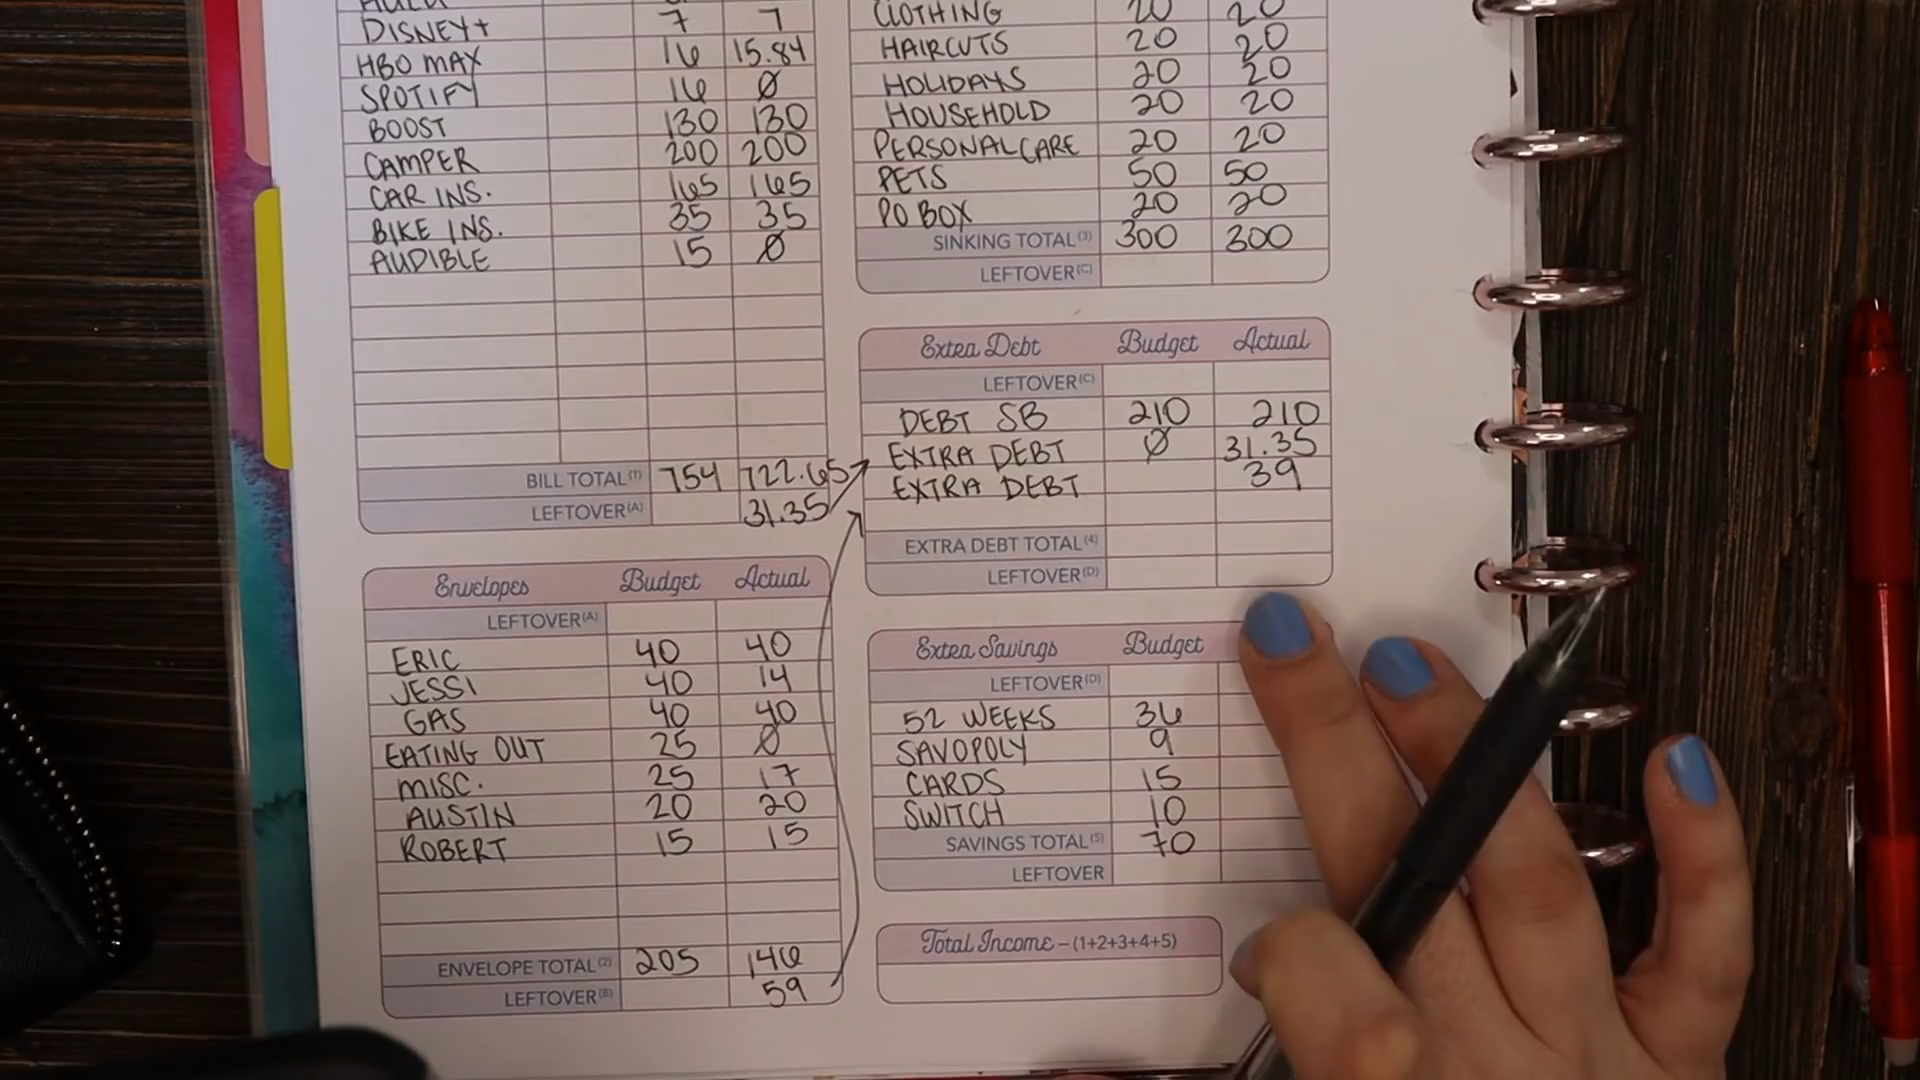 DISNEY+ 7 7
HBO MAX 16 15.84
SPOTIFY 16 Ø
BOOST 130 130
CAMPER 200 200
CAR INS. 165 165
BIKE INS. 35 35
AUDIBLE 15 Ø
BILL TOTAL (1) 754 722.65
LEFTOVER (A) 31.35
Envelopes Budget Actual
LEFTOVER (A)
ERIC 40 40
JESSI 40 14
GAS 40 40
EATING OUT 25 Ø
MISC. 25 17
AUSTIN 20 20
ROBERT 15 15
ENVELOPE TOTAL (2) 205 146
LEFTOVER (B) 59
CLOTHING 20 20
HAIRCUTS 20 20
HOLIDAYS 20 20
HOUSEHOLD 20 20
PERSONAL CARE 20 20
PETS 50 50
PO BOX 20 20
SINKING TOTAL (3) 300 300
LEFTOVER (C)
Extra Debt Budget Actual
LEFTOVER (C)
DEBT SB 210 210
EXTRA DEBT Ø 31.35
EXTRA DEBT 39
EXTRA DEBT TOTAL (4)
LEFTOVER (D)
Extra Savings Budget
LEFTOVER (D)
52 WEEKS 36
SAVOPOLY 9
CARDS 15
SWITCH 10
SAVINGS TOTAL (5) 70
LEFTOVER
Total Income – (1+2+3+4+5)